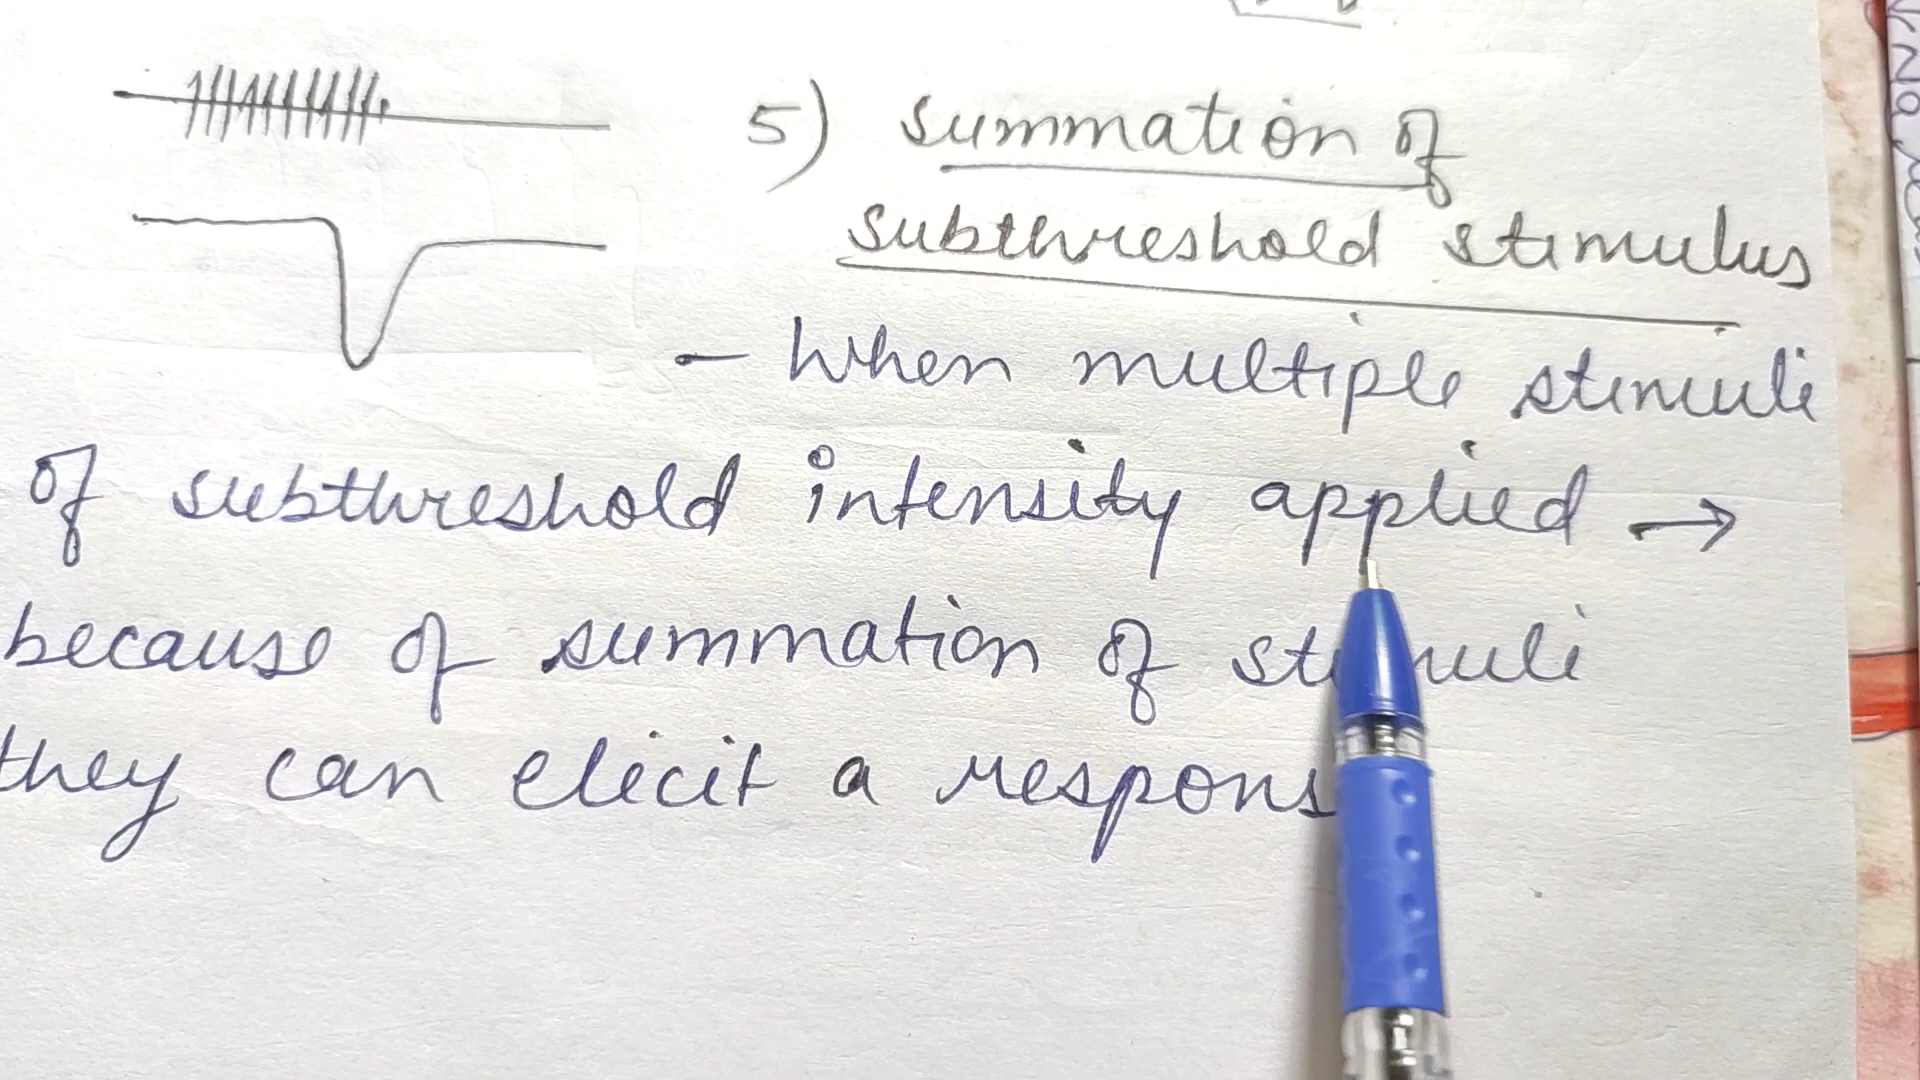 5) summation of
subthreshold stimulus
- When multiple stimuli
of subthreshold intensity applied →
because of summation of stimuli
they can elicit a respons